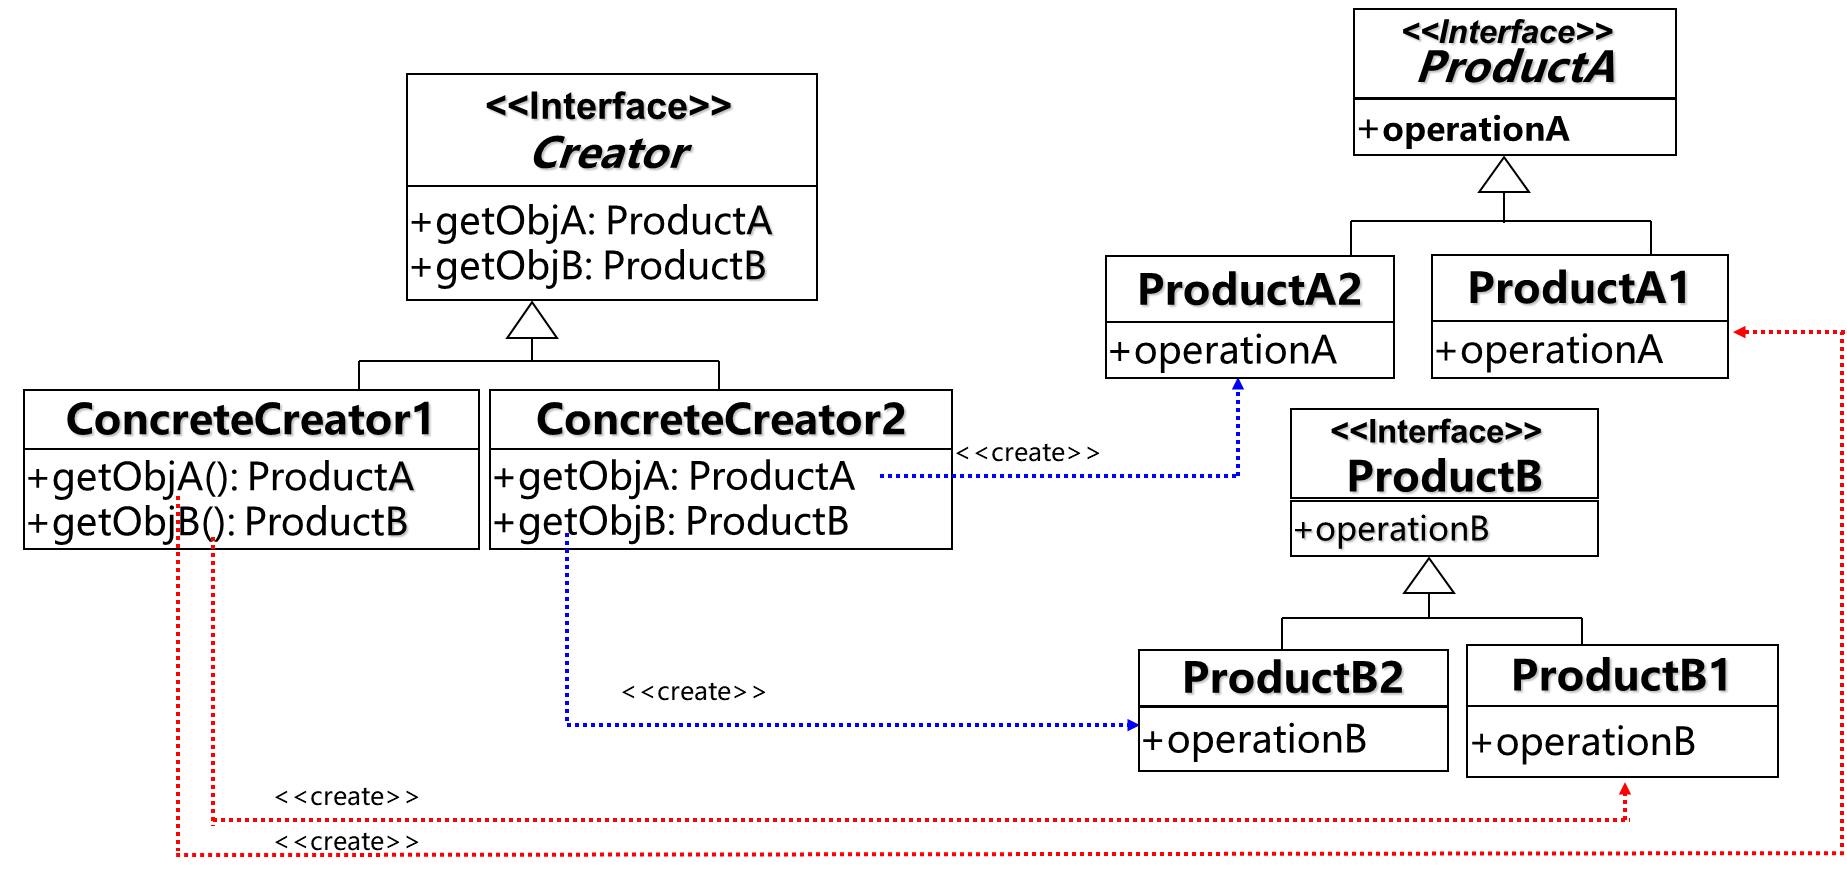 <<Interface>>
Creator
+getObjA: ProductA
+getObjB: ProductB
ConcreteCreator1
+getObjA(): ProductA
+getObjB(): ProductB
ConcreteCreator2
+getObjA: ProductA
+getObjB: ProductB
<<create>>
<<create>>
<<create>>
<<create>>
<<Interface>>
ProductA
+operationA
ProductA2
+operationA
ProductA1
+operationA
<<Interface>>
ProductB
+operationB
ProductB2
+operationB
ProductB1
+operationB